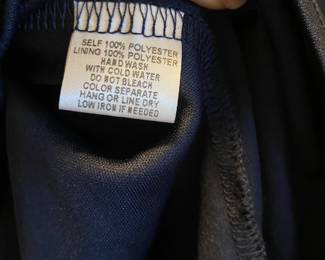 SELF 100% POLYESTER
LINING 100% POLYESTER
HAND WASH
WITH COLD WATER
DO NOT BLEACH
COLOR SEPARATE
HANG OR LINE DRY
LOW IRON IF NEEDED